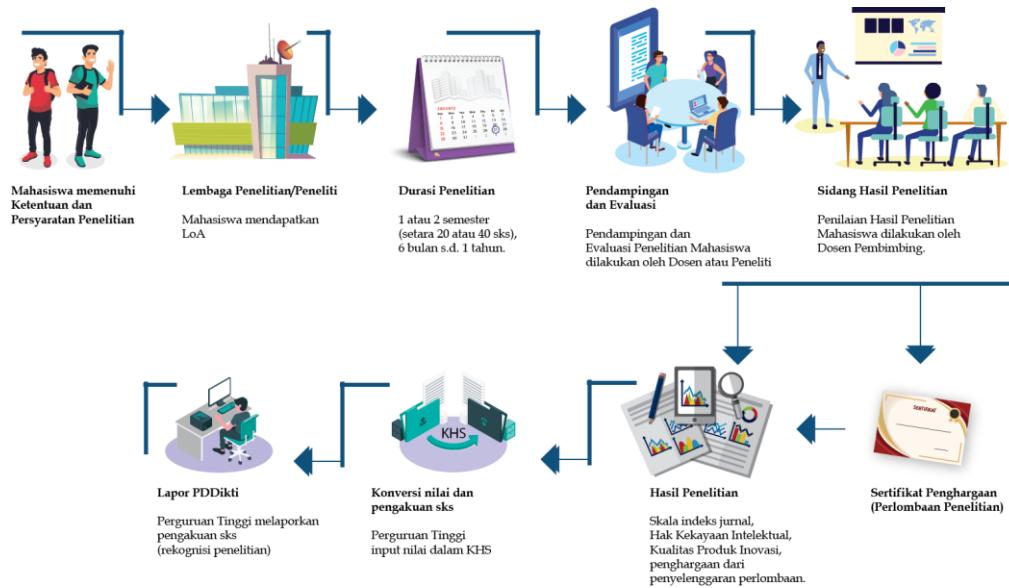 Mahasiswa memenuhi
Ketentuan dan
Persyaratan Penelitian
Lembaga Penelitian/Peneliti
Mahasiswa mendapatkan
LoA
JANUARY
Durasi Penelitian
1 atau 2 semester
(setara 20 atau 40 sks),
6 bulan s.d. 1 tahun.
Pendampingan
dan Evaluasi
Pendampingan dan
Evaluasi Penelitian Mahasiswa
dilakukan oleh Dosen atau Peneliti
Sidang Hasil Penelitian
Penilaian Hasil Penelitian
Mahasiswa dilakukan oleh
Dosen Pembimbing.
SERTIFIKAT
Sertifikat Penghargaan
(Perlombaan Penelitian)
Hasil Penelitian
Skala indeks jurnal,
Hak Kekayaan Intelektual,
Kualitas Produk Inovasi,
penghargaan dari
penyelenggaran perlombaan.
KHS
Konversi nilai dan
pengakuan sks
Perguruan Tinggi
input nilai dalam KHS
Lapor PDDikti
Perguruan Tinggi melaporkan
pengakuan sks
(rekognisi penelitian)